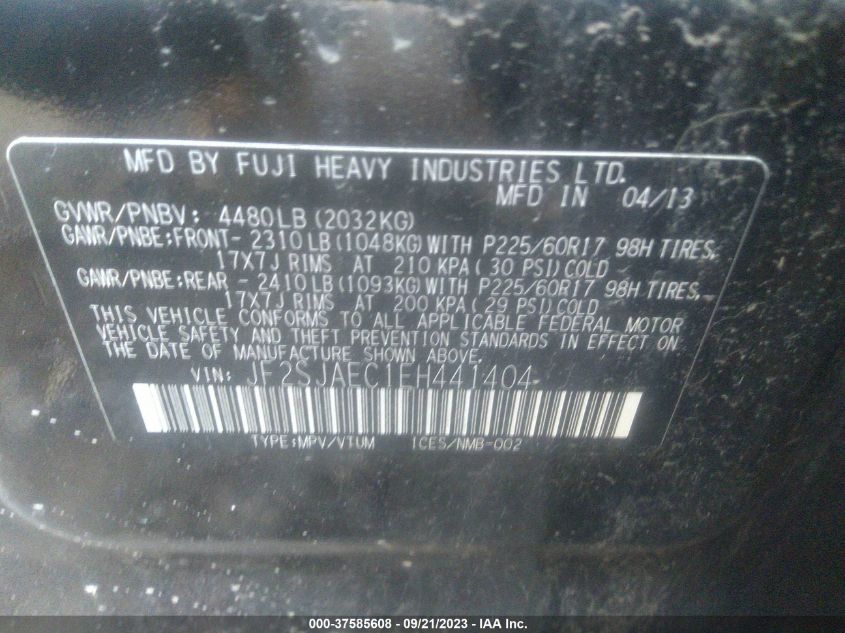 MFD BY FUJI HEAVY INDUSTRIES LTD.
MFD IN 04/13
GVWR/PNBV: 4480LB (2032KG)
GAWR/PNBE:FRONT- 2310LB (1048KG) WITH P225/60R17 98H TIRES,
17X7J RIMS AT 210 KPA( 30 PSI) COLD
GAWR/PNBE:REAR - 2410LB (1093KG) WITH P225/60R17 98H TIRES,
17X7J RIMS AT 200 KPA( 29 PSI) COLD
THIS VEHICLE CONFORMS TO ALL APPLICABLE FEDERAL MOTOR
VEHICLE SAFETY AND THEFT PREVENTION STANDARDS IN EFFECT ON
THE DATE OF MANUFACTURE SHOWN ABOVE.
VIN: JF2SJAEC1EH441404
TYPE:MPV/VTUM ICES/NMB-002
000-37585608 - 09/21/2023 - IAA Inc.